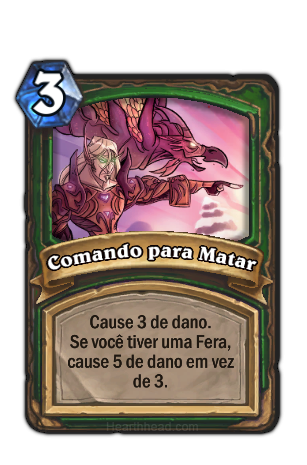 3
Comando para Matar
Cause 3 de dano.
Se você tiver uma Fera,
cause 5 de dano em vez
de 3.
Hearthhead.com